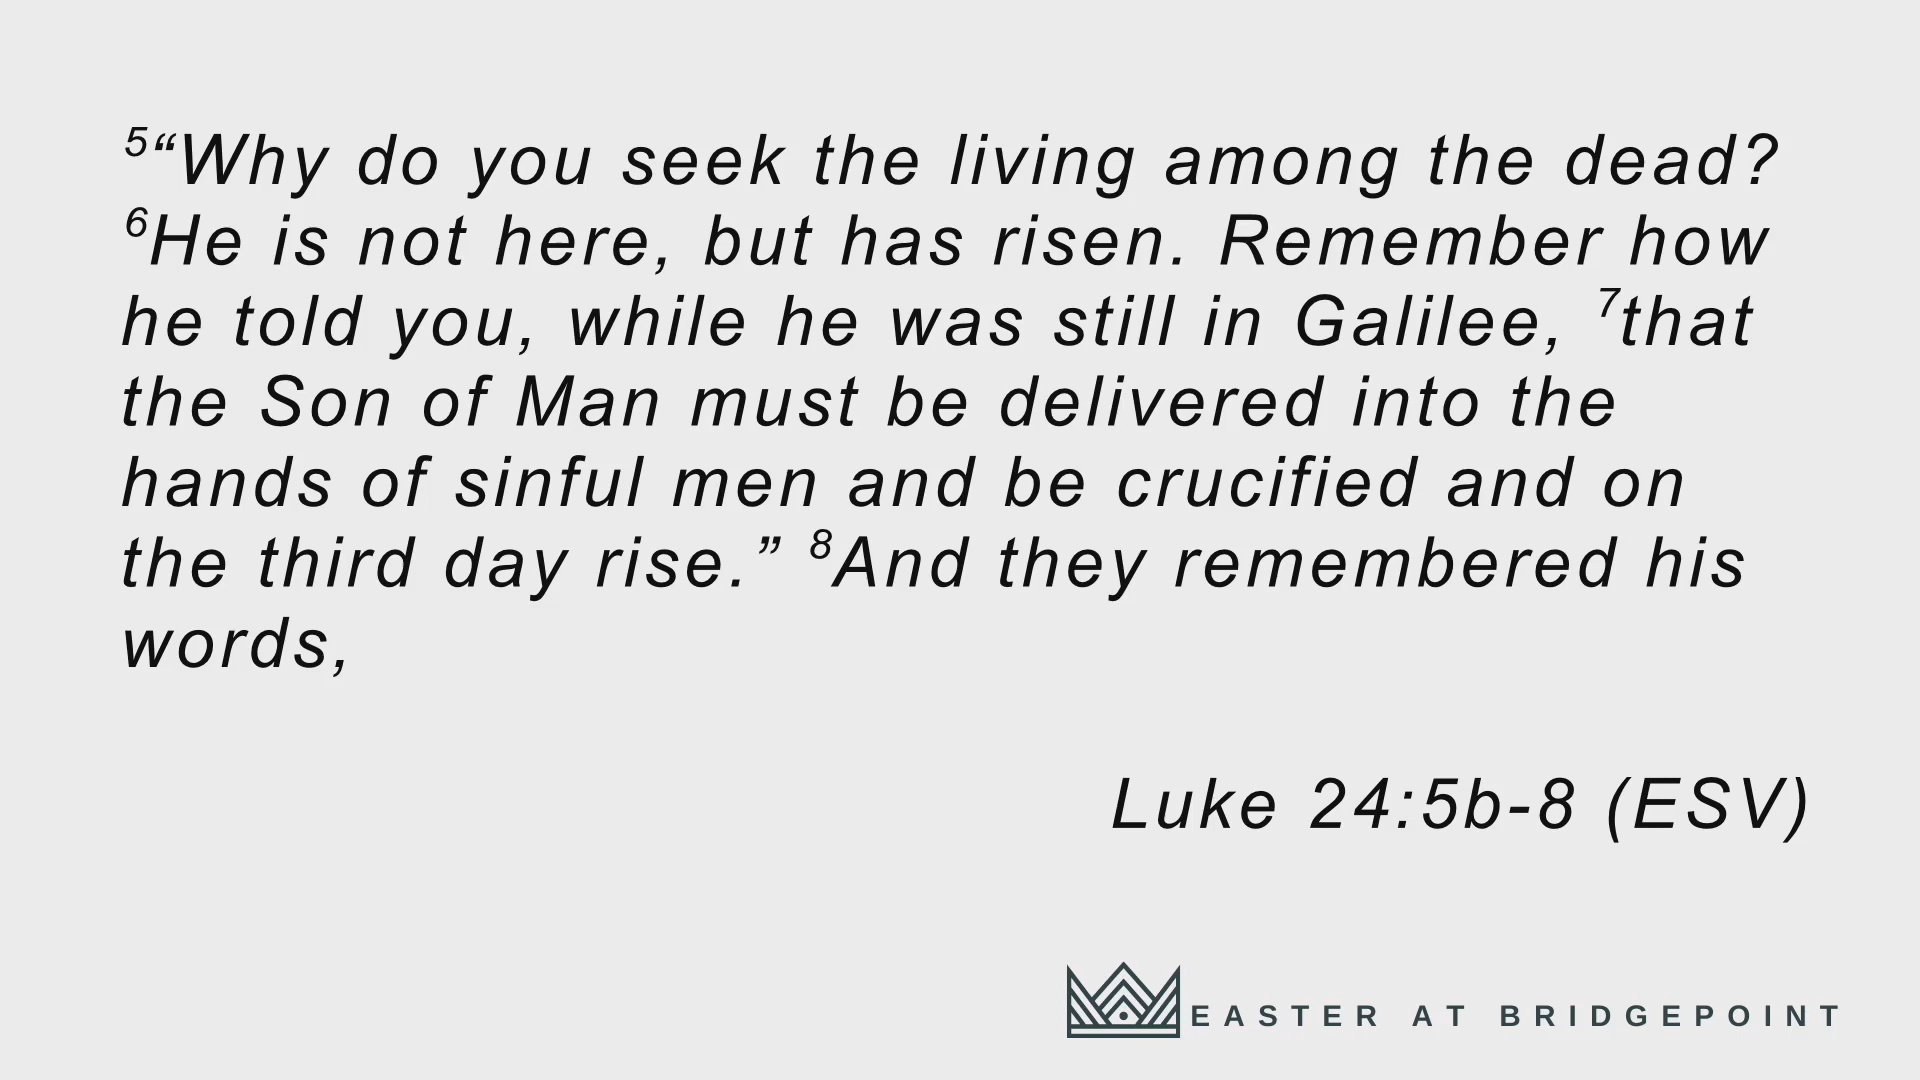 ⁵“Why do you seek the living among the dead?
⁶He is not here, but has risen. Remember how
he told you, while he was still in Galilee, ⁷that
the Son of Man must be delivered into the
hands of sinful men and be crucified and on
the third day rise.” ⁸And they remembered his
words,
Luke 24:5b-8 (ESV)
EASTER AT BRIDGEPOINT